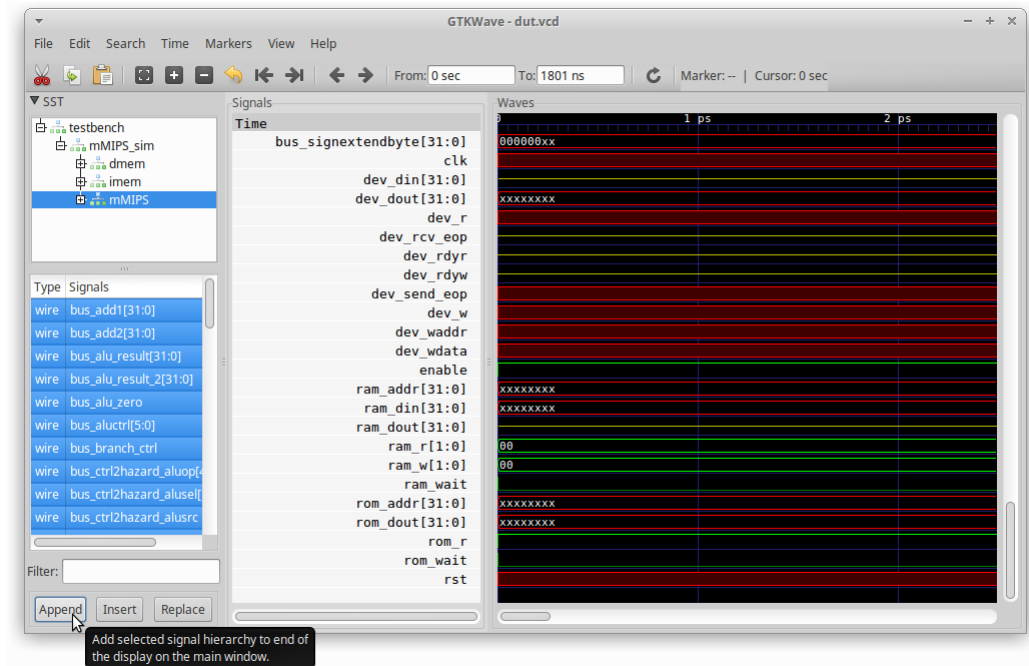 GTKWave - dut.vcd
File Edit Search Time Markers View Help
From: 0 sec To: 1801 ns Marker: -- | Cursor: 0 sec
SST
testbench
mMIPS_sim
dmem
imem
mMIPS
Type Signals
wire bus_add1[31:0]
wire bus_add2[31:0]
wire bus_alu_result[31:0]
wire bus_alu_result_2[31:0]
wire bus_alu_zero
wire bus_aluctrl[5:0]
wire bus_branch_ctrl
wire bus_ctrl2hazard_aluop[4
wire bus_ctrl2hazard_alusel[
wire bus_ctrl2hazard_alusrc
Filter:
Append Insert Replace
Add selected signal hierarchy to end of
the display on the main window.
Signals
Time
bus_signextendbyte[31:0]
clk
dev_din[31:0]
dev_dout[31:0]
dev_r
dev_rcv_eop
dev_rdyr
dev_rdyw
dev_send_eop
dev_w
dev_waddr
dev_wdata
enable
ram_addr[31:0]
ram_din[31:0]
ram_dout[31:0]
ram_r[1:0]
ram_w[1:0]
ram_wait
rom_addr[31:0]
rom_dout[31:0]
rom_r
rom_wait
rst
Waves
0 1 ps 2 ps
000000xx
xxxxxxxx
xxxxxxxx
xxxxxxxx
00
00
xxxxxxxx
xxxxxxxx